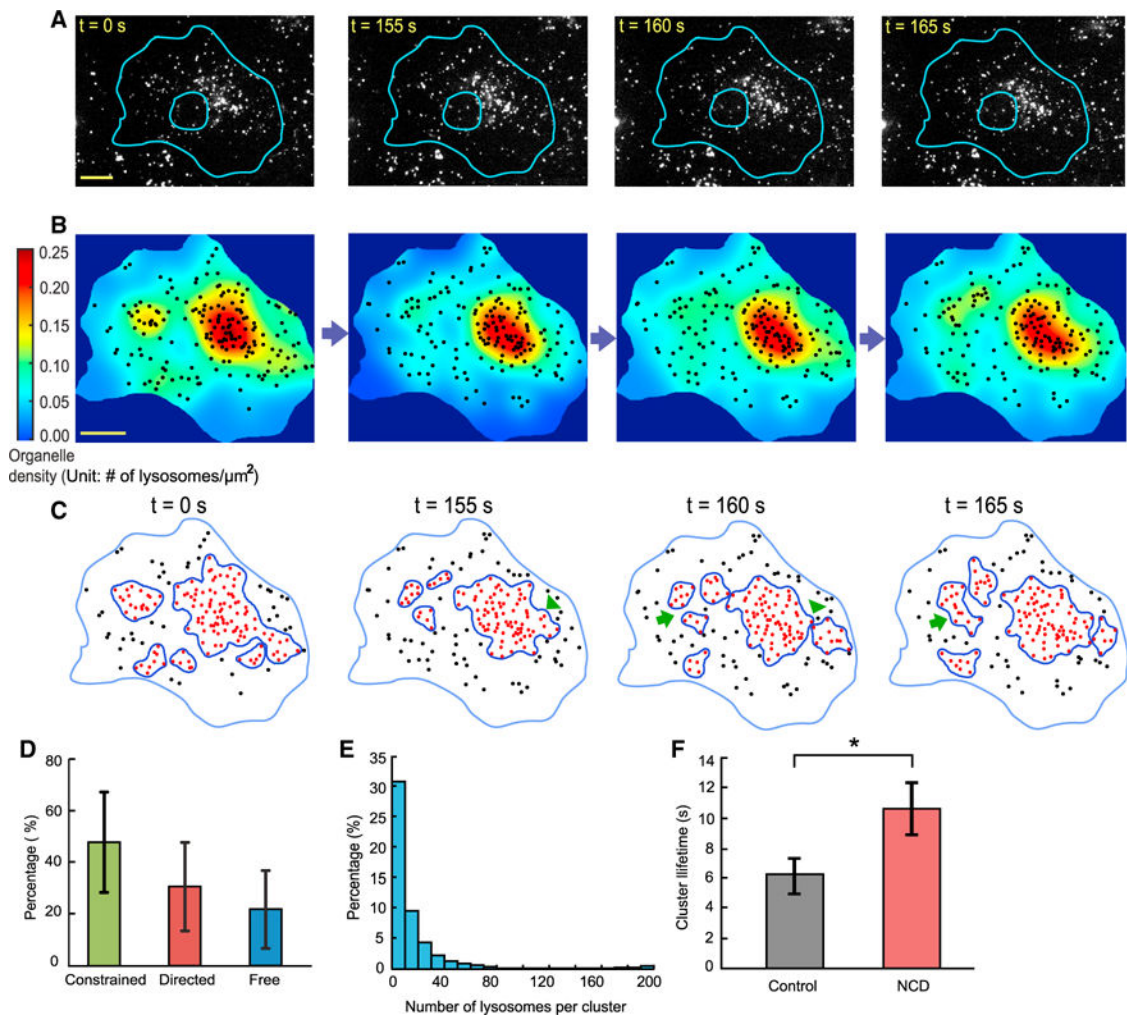 A
t = 0 s
t = 155 s
t = 160 s
t = 165 s
B
0.25
0.20
0.15
0.10
0.05
0.00
Organelle
density (Unit: # of lysosomes/µm²)
C
t = 0 s
t = 155 s
t = 160 s
t = 165 s
D
Percentage ( %)
80
60
40
20
0
Constrained Directed Free
E
Percentage (%)
35
30
25
20
15
10
5
0
0 40 80 120 160 200
Number of lysosomes per cluster
F
Cluster llifetime (s)
14
12
10
8
6
4
2
0
*
Control NCD